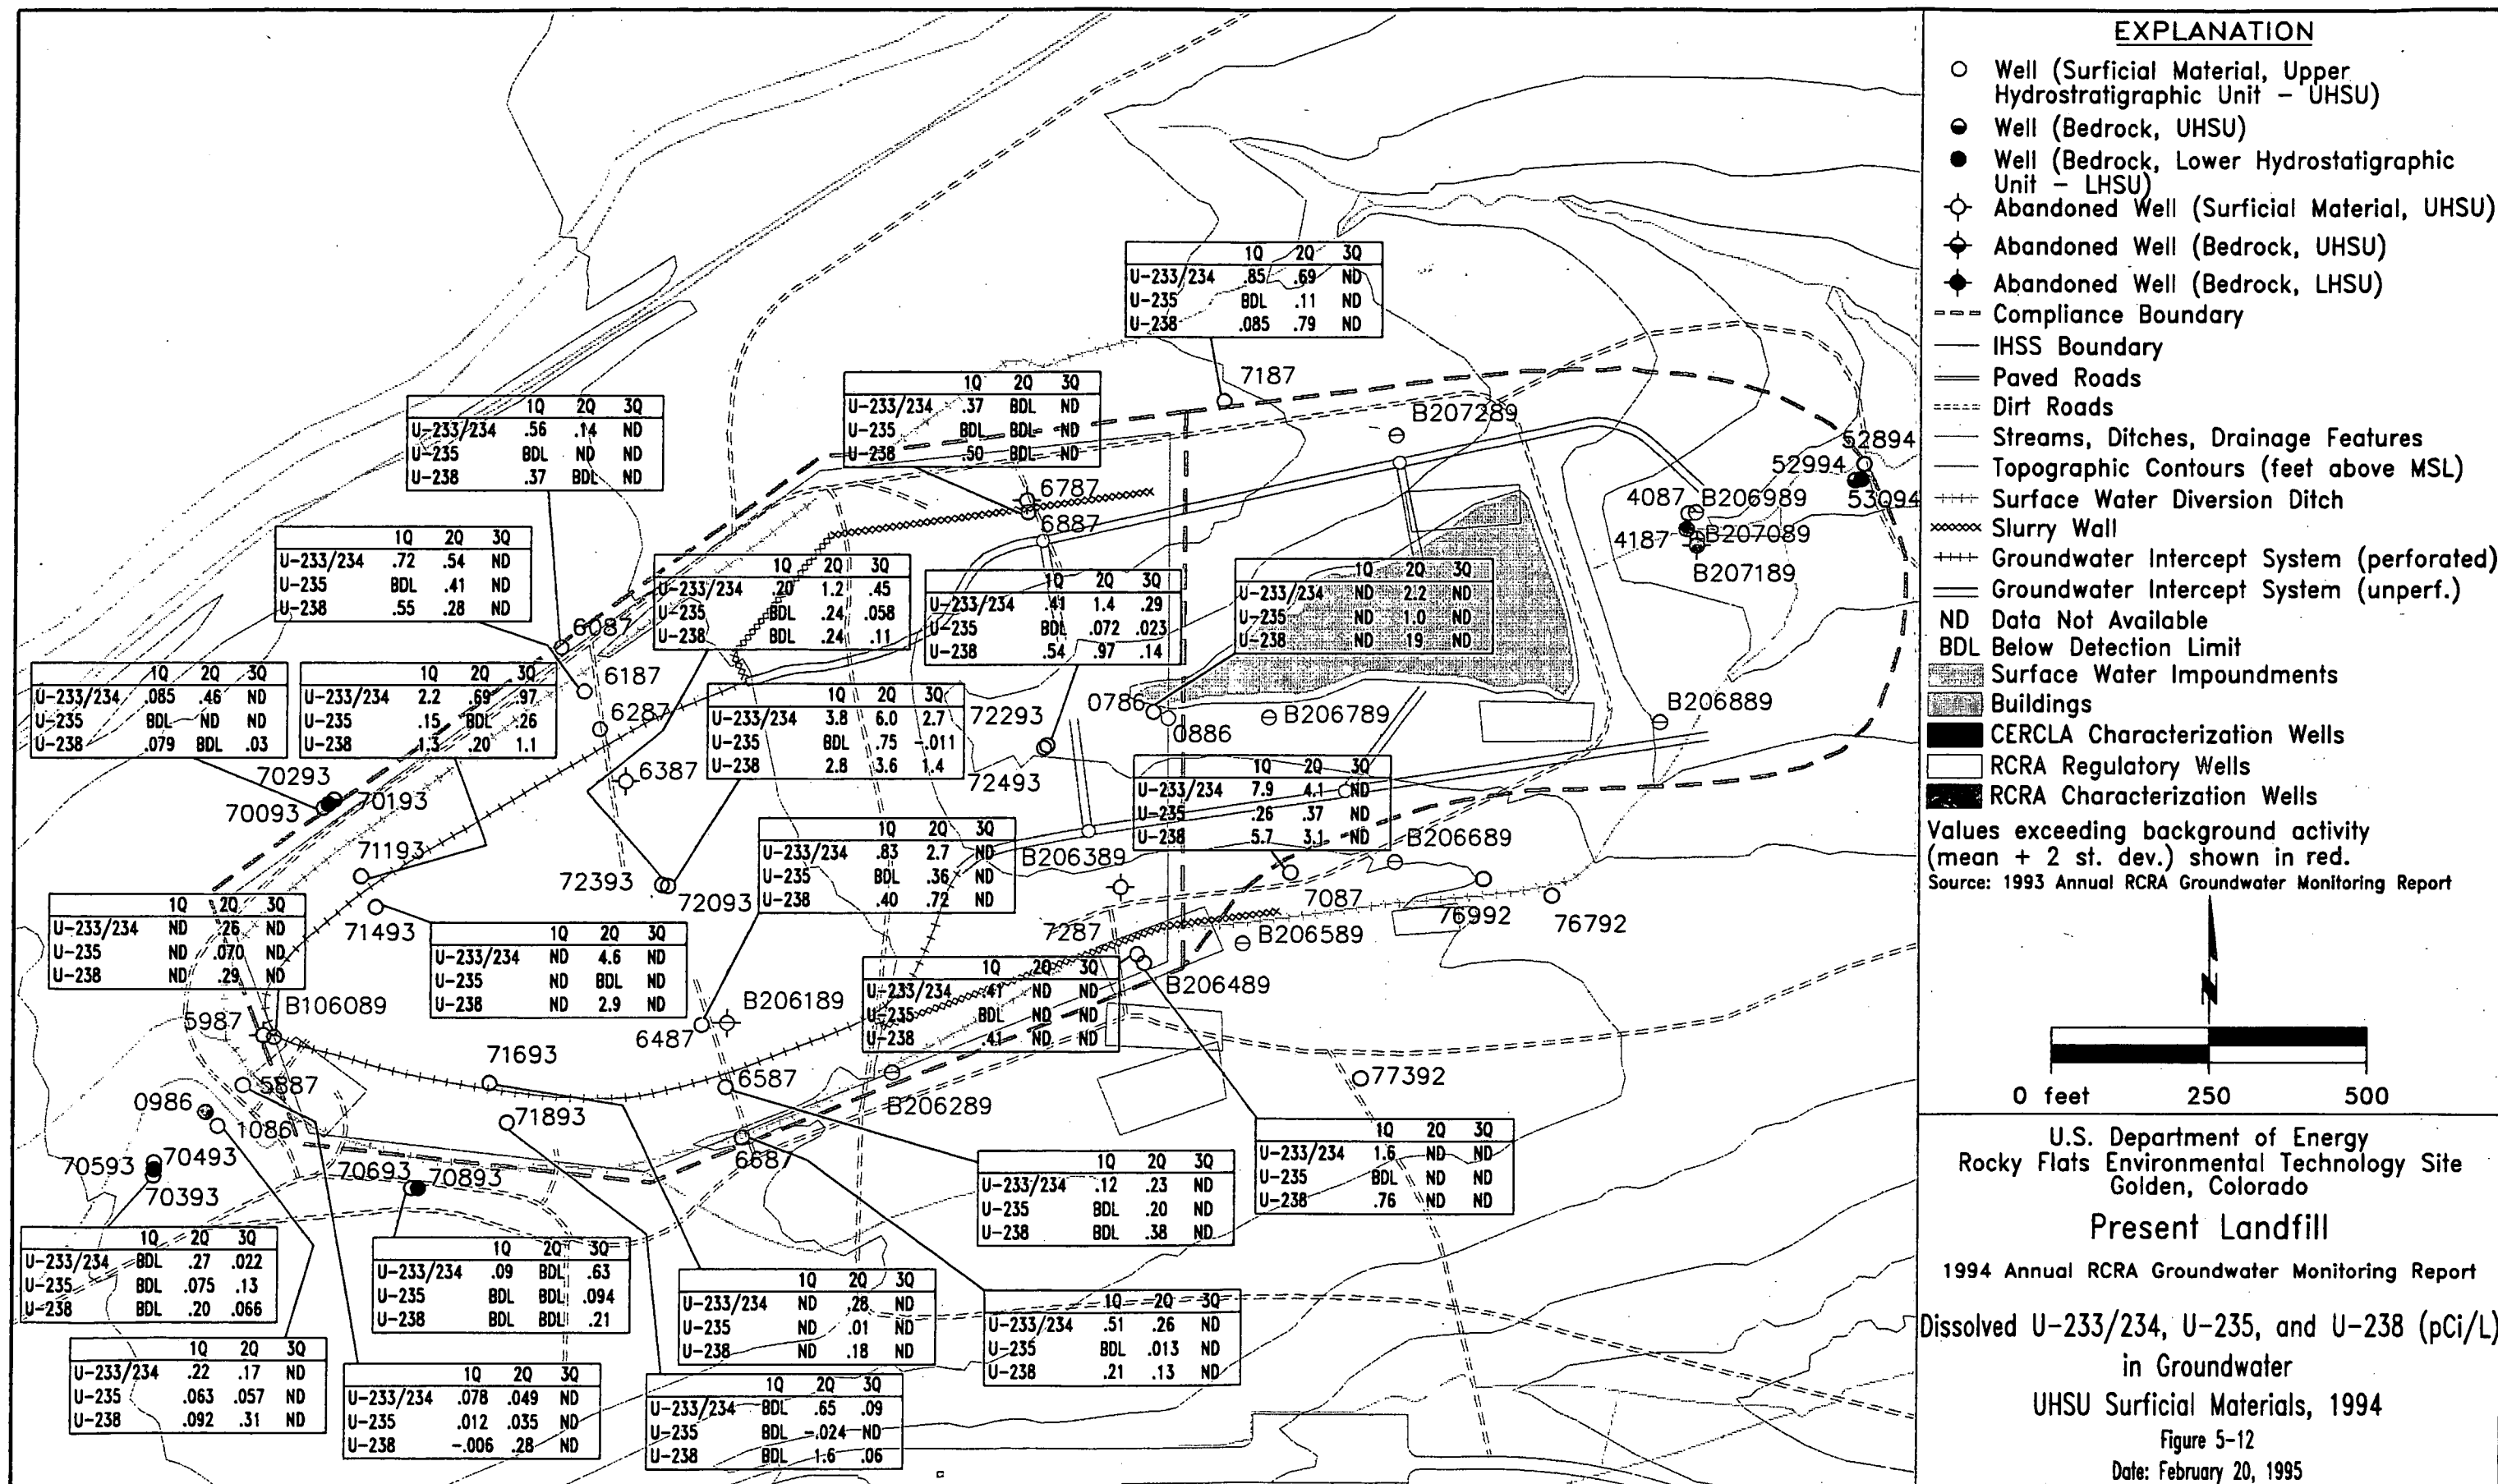 1Q 2Q 3Q
U-233/234 .85 .69 ND
U-235 BDL .11 ND
U-238 .085 .79 ND
7187
1Q 2Q 3Q
U-233/234 .37 BDL ND
U-235 BDL BDL ND
U-238 .50 BDL ND
1Q 2Q 3Q
U-233/234 .56 .14 ND
U-235 BDL ND ND
U-238 .37 BDL ND
B207289
52894
52994
53094
6787
6887
4087 B206989
4187 B207089
B207189
1Q 2Q 3Q
U-233/234 .72 .54 ND
U-235 BDL .41 ND
U-238 .55 .28 ND
1Q 2Q 3Q
U-233/234 .20 1.2 .45
U-235 BDL .24 .058
U-238 BDL .24 .11
1Q 2Q 3Q
U-233/234 .41 1.4 .29
U-235 BDL .072 .023
U-238 .54 .97 .14
1Q 2Q 3Q
U-233/234 ND 2.2 ND
U-235 ND 1.0 ND
U-238 ND 19 ND
6087
6187
6287
6387
1Q 2Q 3Q
U-233/234 .085 .46 ND
U-235 BDL ND ND
U-238 .079 BDL .03
1Q 2Q 3Q
U-233/234 2.2 .69 .97
U-235 .15 BDL .26
U-238 1.3 .20 1.1
1Q 2Q 3Q
U-233/234 3.8 6.0 2.7
U-235 BDL .75 -.011
U-238 2.8 3.6 1.4
72293
72493
0786
0886
B206789
B206889
70293
70093
70193
1Q 2Q 3Q
U-233/234 7.9 4.1 ND
U-235 .26 .37 ND
U-238 5.7 3.1 ND
1Q 2Q 3Q
U-233/234 .83 2.7 ND
U-235 BDL .36 ND
U-238 .40 .72 ND
71193
71493
72393
72093
B206389
B206689
7087
76992
76792
7287
B206589
B206489
1Q 2Q 3Q
U-233/234 ND .26 ND
U-235 ND .070 ND
U-238 ND .29 ND
1Q 2Q 3Q
U-233/234 ND 4.6 ND
U-235 ND BDL ND
U-238 ND 2.9 ND
1Q 2Q 3Q
U-233/234 .41 ND ND
U-235 BDL ND ND
U-238 .41 ND ND
B106089
5987
B206189
6487
71693
6587
B206289
77392
5887
0986
1086
71893
6687
70593
70493
70393
70693
70893
1Q 2Q 3Q
U-233/234 1.6 ND ND
U-235 BDL ND ND
U-238 .76 ND ND
1Q 2Q 3Q
U-233/234 .12 .23 ND
U-235 BDL .20 ND
U-238 BDL .38 ND
1Q 2Q 3Q
U-233/234 BDL .27 .022
U-235 BDL .075 .13
U-238 BDL .20 .066
1Q 2Q 3Q
U-233/234 .09 BDL .63
U-235 BDL BDL .094
U-238 BDL BDL .21
1Q 2Q 3Q
U-233/234 ND .28 ND
U-235 ND .01 ND
U-238 ND .18 ND
1Q 2Q 3Q
U-233/234 .51 .26 ND
U-235 BDL .013 ND
U-238 .21 .13 ND
1Q 2Q 3Q
U-233/234 .22 .17 ND
U-235 .063 .057 ND
U-238 .092 .31 ND
1Q 2Q 3Q
U-233/234 .078 .049 ND
U-235 .012 .035 ND
U-238 -.006 .28 ND
1Q 2Q 3Q
U-233/234 BDL .65 .09
U-235 BDL -.024 ND
U-238 BDL 1.6 .06
EXPLANATION
Well (Surficial Material, Upper
Hydrostratigraphic Unit - UHSU)
Well (Bedrock, UHSU)
Well (Bedrock, Lower Hydrostatigraphic
Unit - LHSU)
Abandoned Well (Surficial Material, UHSU)
Abandoned Well (Bedrock, UHSU)
Abandoned Well (Bedrock, LHSU)
Compliance Boundary
IHSS Boundary
Paved Roads
Dirt Roads
Streams, Ditches, Drainage Features
Topographic Contours (feet above MSL)
Surface Water Diversion Ditch
Slurry Wall
Groundwater Intercept System (perforated)
Groundwater Intercept System (unperf.)
ND Data Not Available
BDL Below Detection Limit
Surface Water Impoundments
Buildings
CERCLA Characterization Wells
RCRA Regulatory Wells
RCRA Characterization Wells
Values exceeding background activity
(mean + 2 st. dev.) shown in red.
Source: 1993 Annual RCRA Groundwater Monitoring Report
N
0 feet 250 500
U.S. Department of Energy
Rocky Flats Environmental Technology Site
Golden, Colorado
Present Landfill
1994 Annual RCRA Groundwater Monitoring Report
Dissolved U-233/234, U-235, and U-238 (pCi/L)
in Groundwater
UHSU Surficial Materials, 1994
Figure 5-12
Date: February 20, 1995